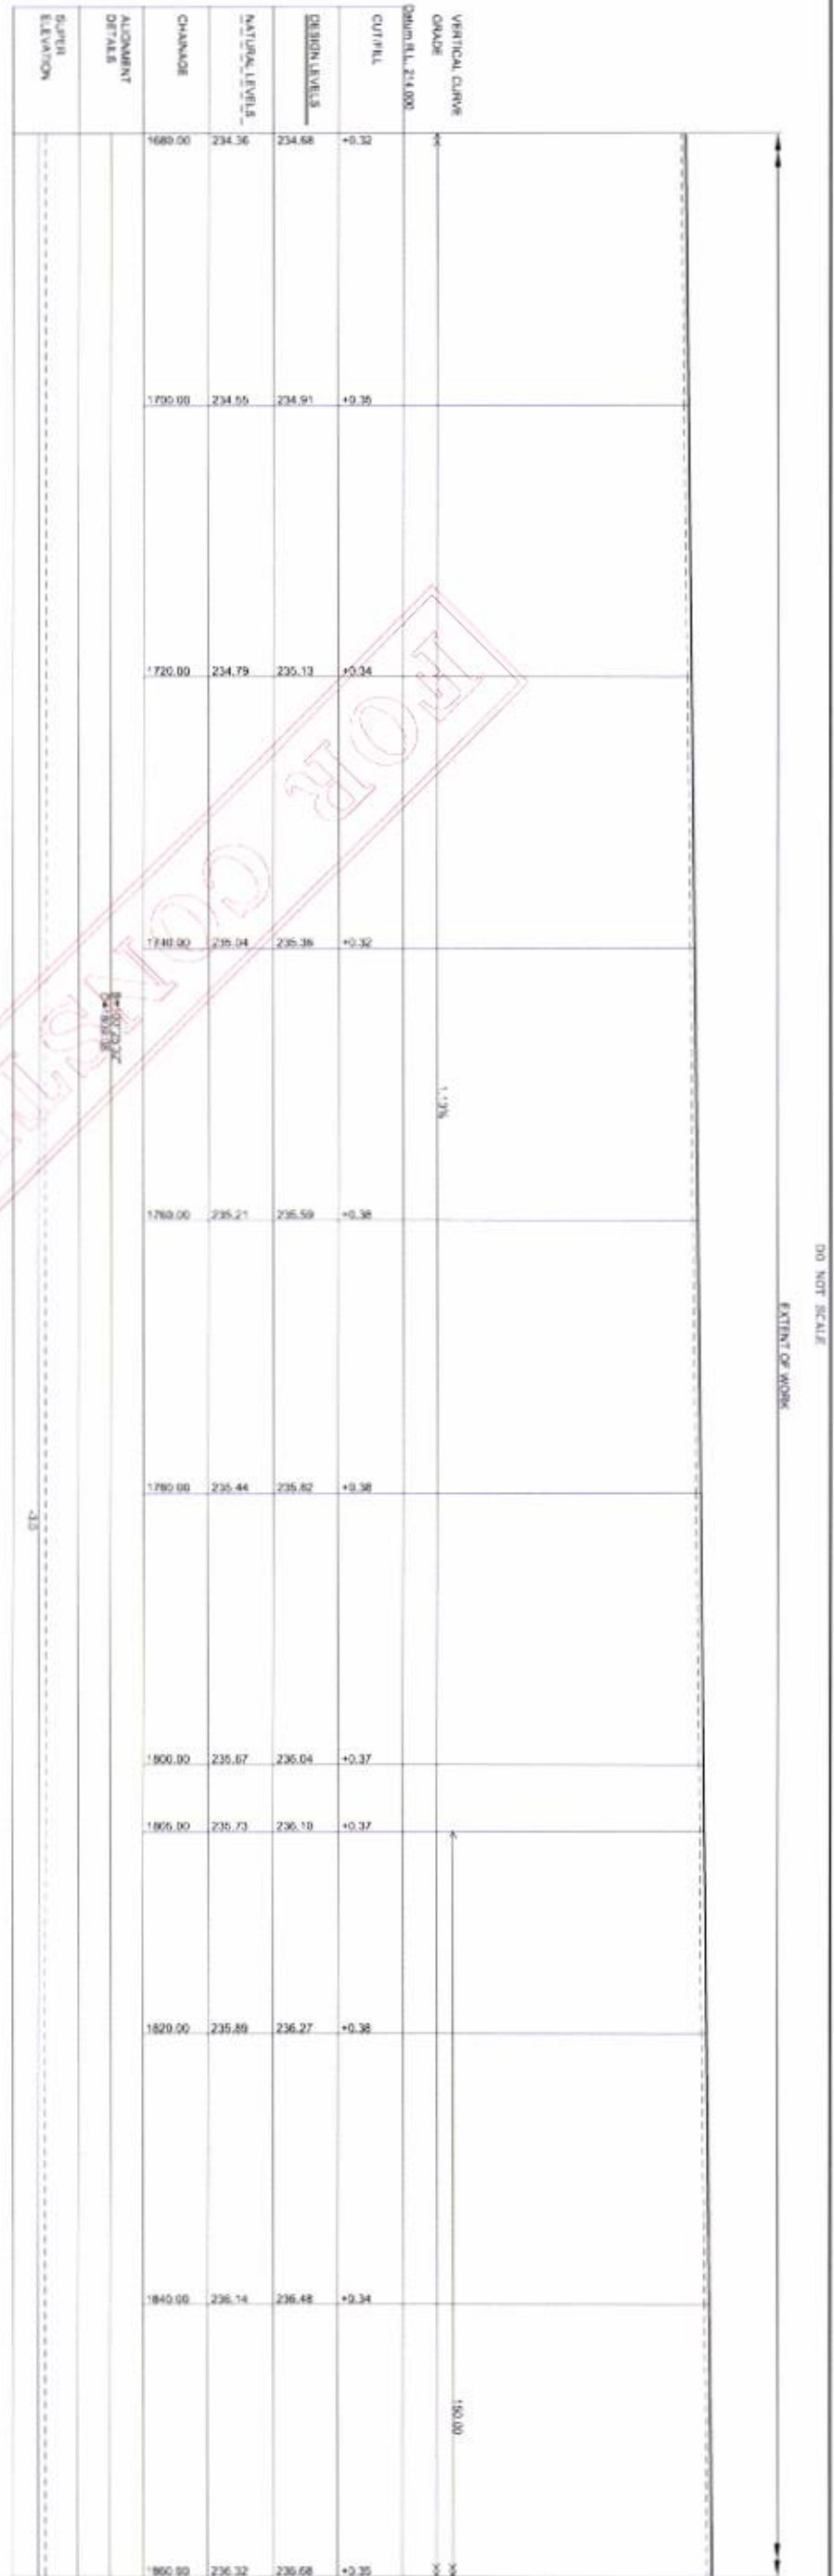 DO NOT SCALE
EXTENT OF WORK
VERTICAL CURVE 150.00
GRADE
Datum R.L. 214.000
CUT/FILL +0.32 +0.35 +0.34 +0.32 +0.38 +0.38 +0.37 +0.37 +0.38 +0.34 +0.35
DESIGN LEVELS 234.68 234.91 235.13 235.36 235.59 235.82 236.04 236.10 236.27 236.48 236.68
NATURAL LEVELS 234.36 234.55 234.79 235.04 235.21 235.44 235.67 235.73 235.89 236.14 236.32
CHAINAGE 1680.00 1700.00 1720.00 1740.00 1760.00 1780.00 1800.00 1805.00 1820.00 1840.00 1860.00
ALIGNMENT
DETAILS
SUPER
ELEVATION -3.0
FOR CONST